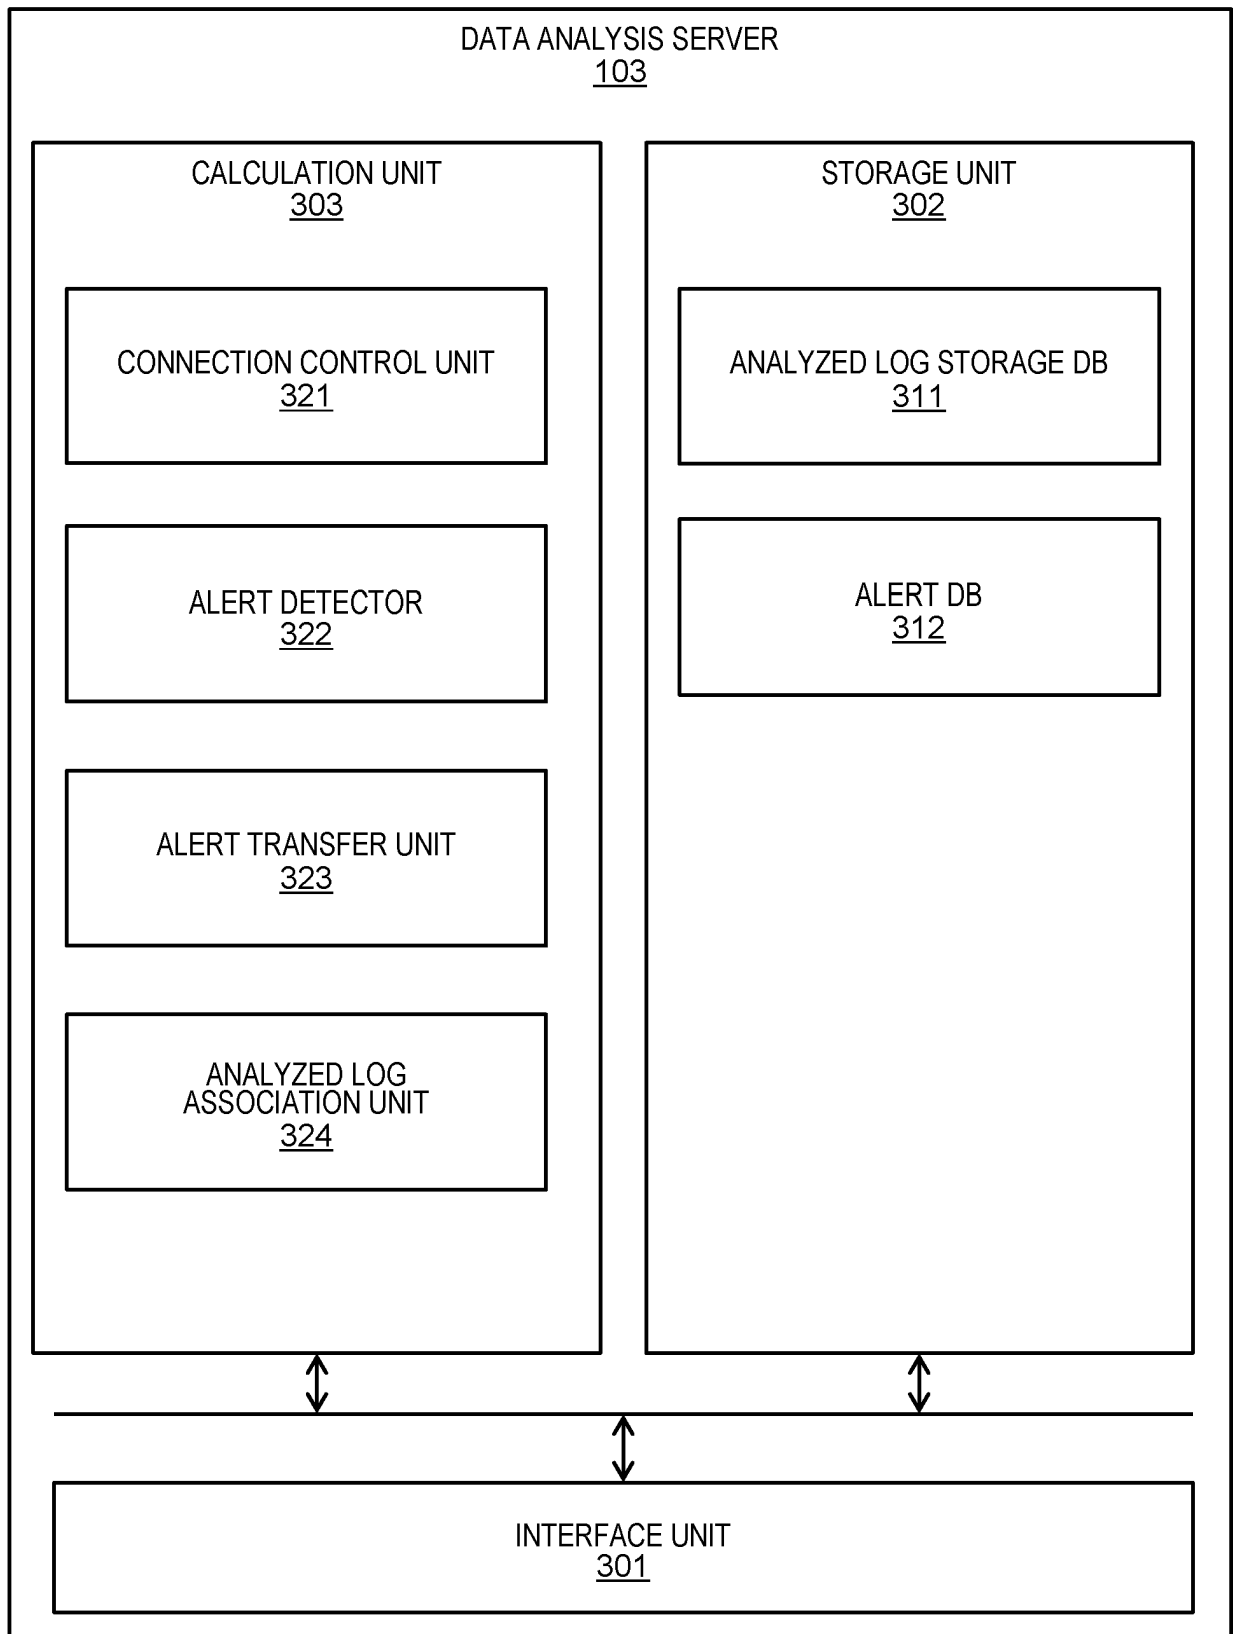 DATA ANALYSIS SERVER
103
CALCULATION UNIT
303
CONNECTION CONTROL UNIT
321
ALERT DETECTOR
322
ALERT TRANSFER UNIT
323
ANALYZED LOG
ASSOCIATION UNIT
324
STORAGE UNIT
302
ANALYZED LOG STORAGE DB
311
ALERT DB
312
INTERFACE UNIT
301